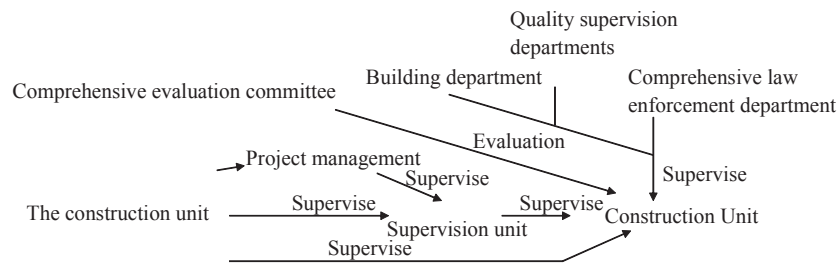 Quality supervision
departments
Building department
Comprehensive law
enforcement department
Comprehensive evaluation committee
Evaluation
Project management
Supervise
Supervise
The construction unit
Supervise
Supervise
Construction Unit
Supervision unit
Supervise